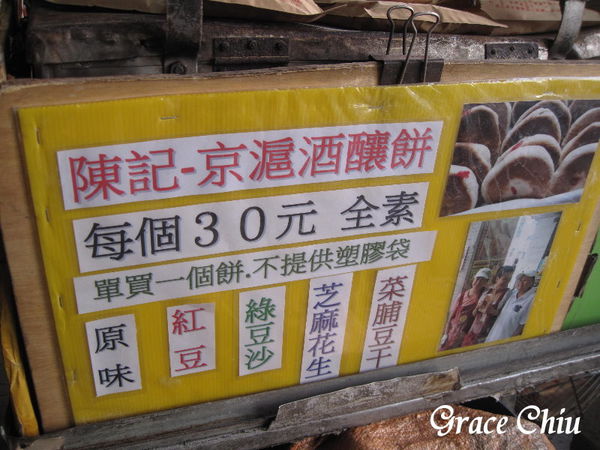 陳記-京滬酒釀餅
每個30元 全素
單買一個餅.不提供塑膠袋
原味
紅豆
綠豆沙
芝麻花生
菜脯豆干
Grace Chiu